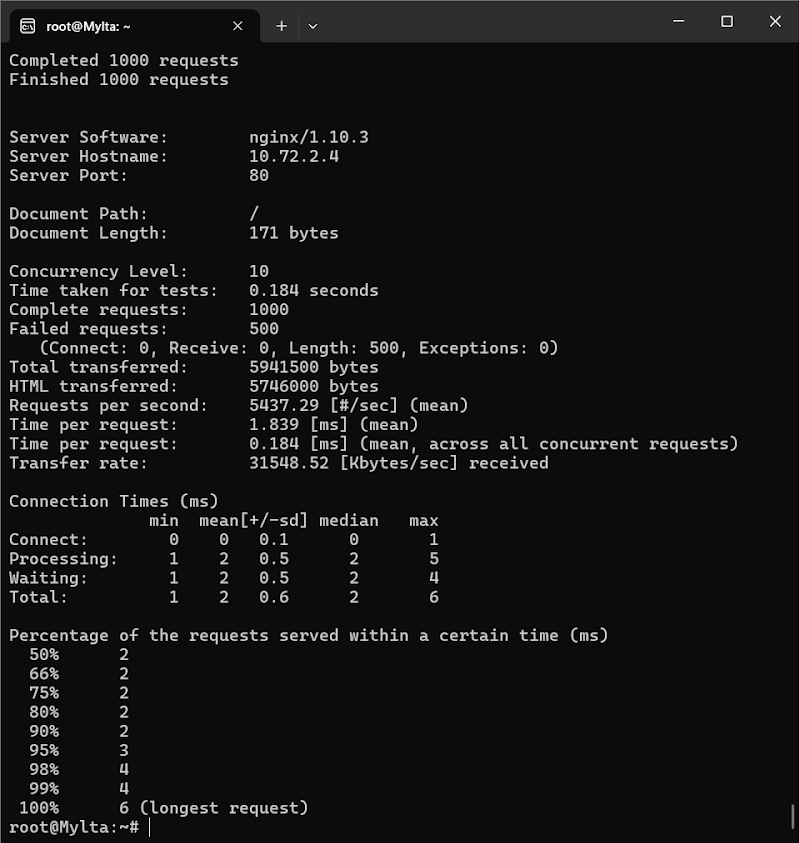 root@Mylta: ~
Completed 1000 requests
Finished 1000 requests
Server Software:        nginx/1.10.3
Server Hostname:        10.72.2.4
Server Port:            80
Document Path:          /
Document Length:        171 bytes
Concurrency Level:      10
Time taken for tests:   0.184 seconds
Complete requests:      1000
Failed requests:        500
   (Connect: 0, Receive: 0, Length: 500, Exceptions: 0)
Total transferred:      5941500 bytes
HTML transferred:       5746000 bytes
Requests per second:    5437.29 [#/sec] (mean)
Time per request:       1.839 [ms] (mean)
Time per request:       0.184 [ms] (mean, across all concurrent requests)
Transfer rate:          31548.52 [Kbytes/sec] received
Connection Times (ms)
              min  mean[+/-sd] median   max
Connect:        0    0   0.1      0       1
Processing:     1    2   0.5      2       5
Waiting:        1    2   0.5      2       4
Total:          1    2   0.6      2       6
Percentage of the requests served within a certain time (ms)
  50%      2
  66%      2
  75%      2
  80%      2
  90%      2
  95%      3
  98%      4
  99%      4
 100%      6 (longest request)
root@Mylta:~#